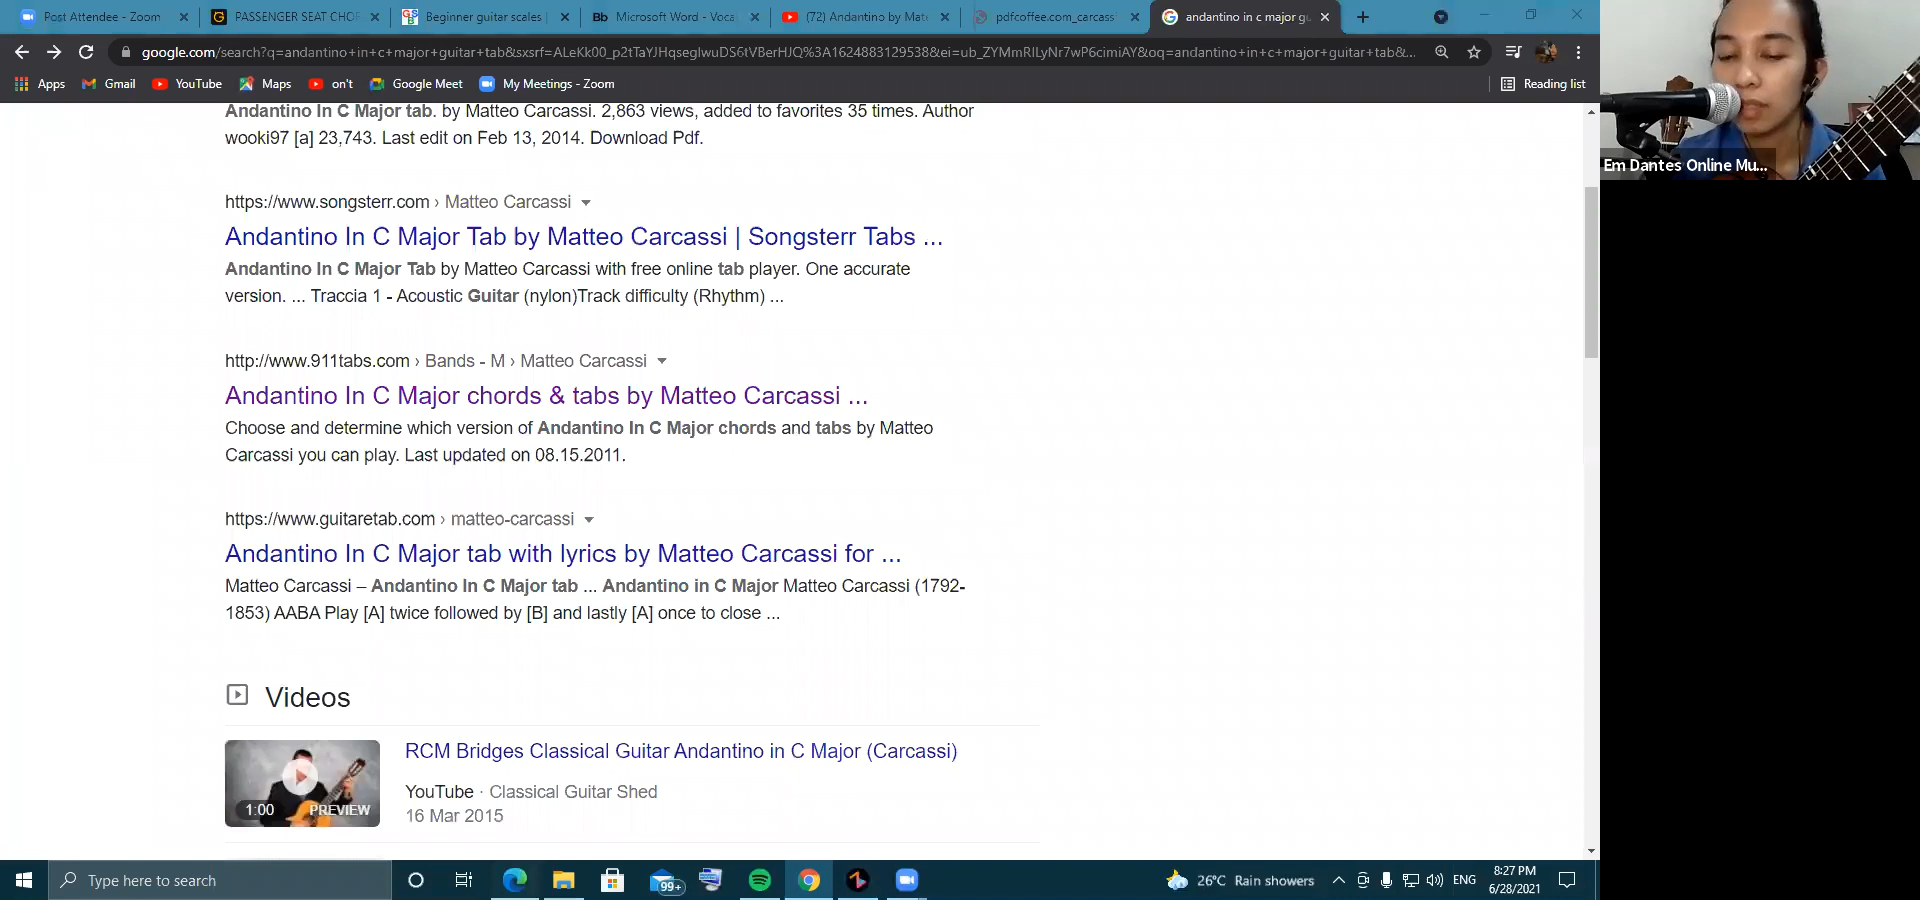 Post Attendee - Zoom
PASSENGER SEAT CHOR
Beginner guitar scales |
Microsoft Word - Voca
(72) Andantino by Mat
pdfcoffee.com_carcass
andantino in c major gu
google.com/search?q=andantino+in+c+major+guitar+tab&sxsrf=ALeKk00_p2tTaYJHqseglwuDS6tVBerHJQ%3A1624883129538&ei=ub_ZYMmRILyNr7wP6cimiAY&oq=andantino+in+c+major+guitar+tab&...
Apps
Gmail
YouTube
Maps
on't
Google Meet
My Meetings - Zoom
Reading list
Andantino In C Major tab. by Matteo Carcassi. 2,863 views, added to favorites 35 times. Author
wooki97 [a] 23,743. Last edit on Feb 13, 2014. Download Pdf.
https://www.songsterr.com › Matteo Carcassi
Andantino In C Major Tab by Matteo Carcassi | Songsterr Tabs ...
Andantino In C Major Tab by Matteo Carcassi with free online tab player. One accurate
version. ... Traccia 1 - Acoustic Guitar (nylon)Track difficulty (Rhythm) ...
http://www.911tabs.com › Bands - M › Matteo Carcassi
Andantino In C Major chords & tabs by Matteo Carcassi ...
Choose and determine which version of Andantino In C Major chords and tabs by Matteo
Carcassi you can play. Last updated on 08.15.2011.
https://www.guitaretab.com › matteo-carcassi
Andantino In C Major tab with lyrics by Matteo Carcassi for ...
Matteo Carcassi – Andantino In C Major tab ... Andantino in C Major Matteo Carcassi (1792-
1853) AABA Play [A] twice followed by [B] and lastly [A] once to close ...
Videos
1:00 PREVIEW
RCM Bridges Classical Guitar Andantino in C Major (Carcassi)
YouTube · Classical Guitar Shed
16 Mar 2015
Em Dantes Online Mu...
Type here to search
99+
26°C Rain showers
ENG
8:27 PM
6/28/2021